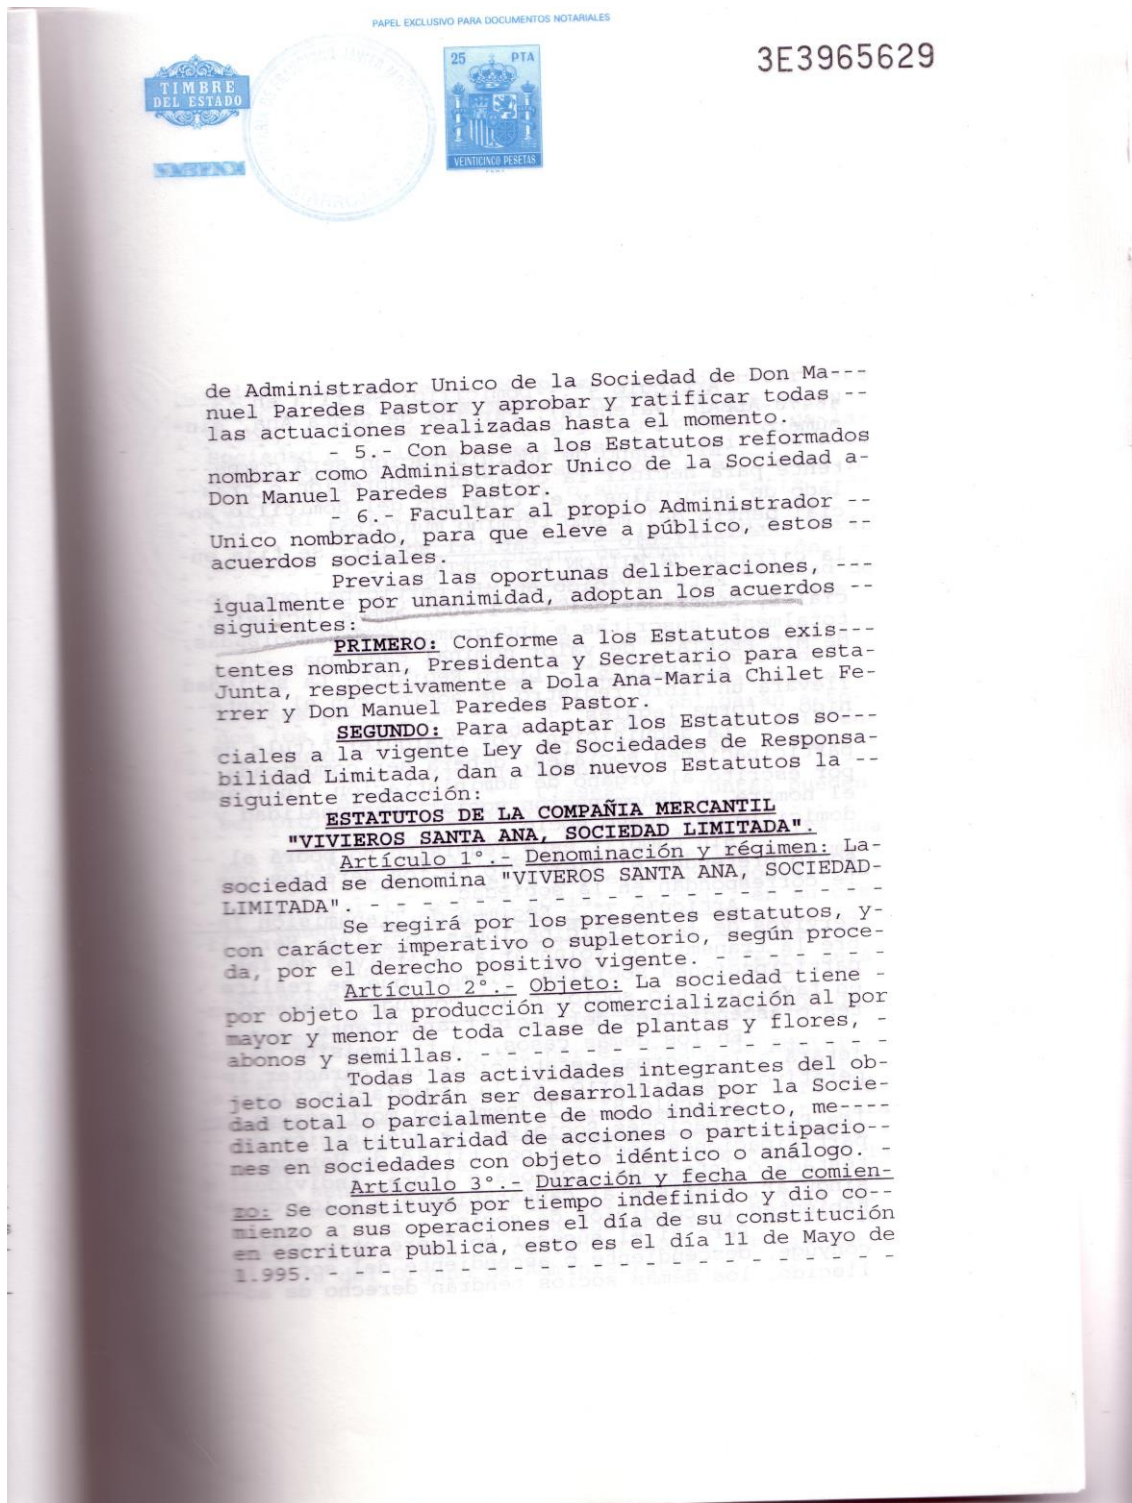 PAPEL EXCLUSIVO PARA DOCUMENTOS NOTARIALES
3E3965629
TIMBRE
DEL ESTADO
25 PTA
VEINTICINCO PESETAS
de Administrador Unico de la Sociedad de Don Ma---
nuel Paredes Pastor y aprobar y ratificar todas --
las actuaciones realizadas hasta el momento.
- 5.- Con base a los Estatutos reformados
nombrar como Administrador Unico de la Sociedad a-
Don Manuel Paredes Pastor.
- 6.- Facultar al propio Administrador --
Unico nombrado, para que eleve a público, estos --
acuerdos sociales.
Previas las oportunas deliberaciones, ---
igualmente por unanimidad, adoptan los acuerdos --
siguientes:
PRIMERO: Conforme a los Estatutos exis---
tentes nombran, Presidenta y Secretario para esta-
Junta, respectivamente a Dola Ana-Maria Chilet Fe-
rrer y Don Manuel Paredes Pastor.
SEGUNDO: Para adaptar los Estatutos so---
ciales a la vigente Ley de Sociedades de Responsa-
bilidad Limitada, dan a los nuevos Estatutos la --
siguiente redacción:
ESTATUTOS DE LA COMPAÑIA MERCANTIL
"VIVIEROS SANTA ANA, SOCIEDAD LIMITADA".
Artículo 1º.- Denominación y régimen: La-
sociedad se denomina "VIVEROS SANTA ANA, SOCIEDAD-
LIMITADA". - - - - - - - - - - - - - - - - - - - -
Se regirá por los presentes estatutos, y-
con carácter imperativo o supletorio, según proce-
da, por el derecho positivo vigente. - - - - - - -
Artículo 2º.- Objeto: La sociedad tiene -
por objeto la producción y comercialización al por
mayor y menor de toda clase de plantas y flores, -
abonos y semillas. - - - - - - - - - - - - - - - -
Todas las actividades integrantes del ob-
jeto social podrán ser desarrolladas por la Socie-
dad total o parcialmente de modo indirecto, me----
diante la titularidad de acciones o partitipacio--
nes en sociedades con objeto idéntico o análogo. -
Artículo 3º.- Duración y fecha de comien-
zo: Se constituyó por tiempo indefinido y dio co--
mienzo a sus operaciones el día de su constitución
en escritura publica, esto es el día 11 de Mayo de
1.995. - - - - - - - - - - - - - - - - - - - - - -